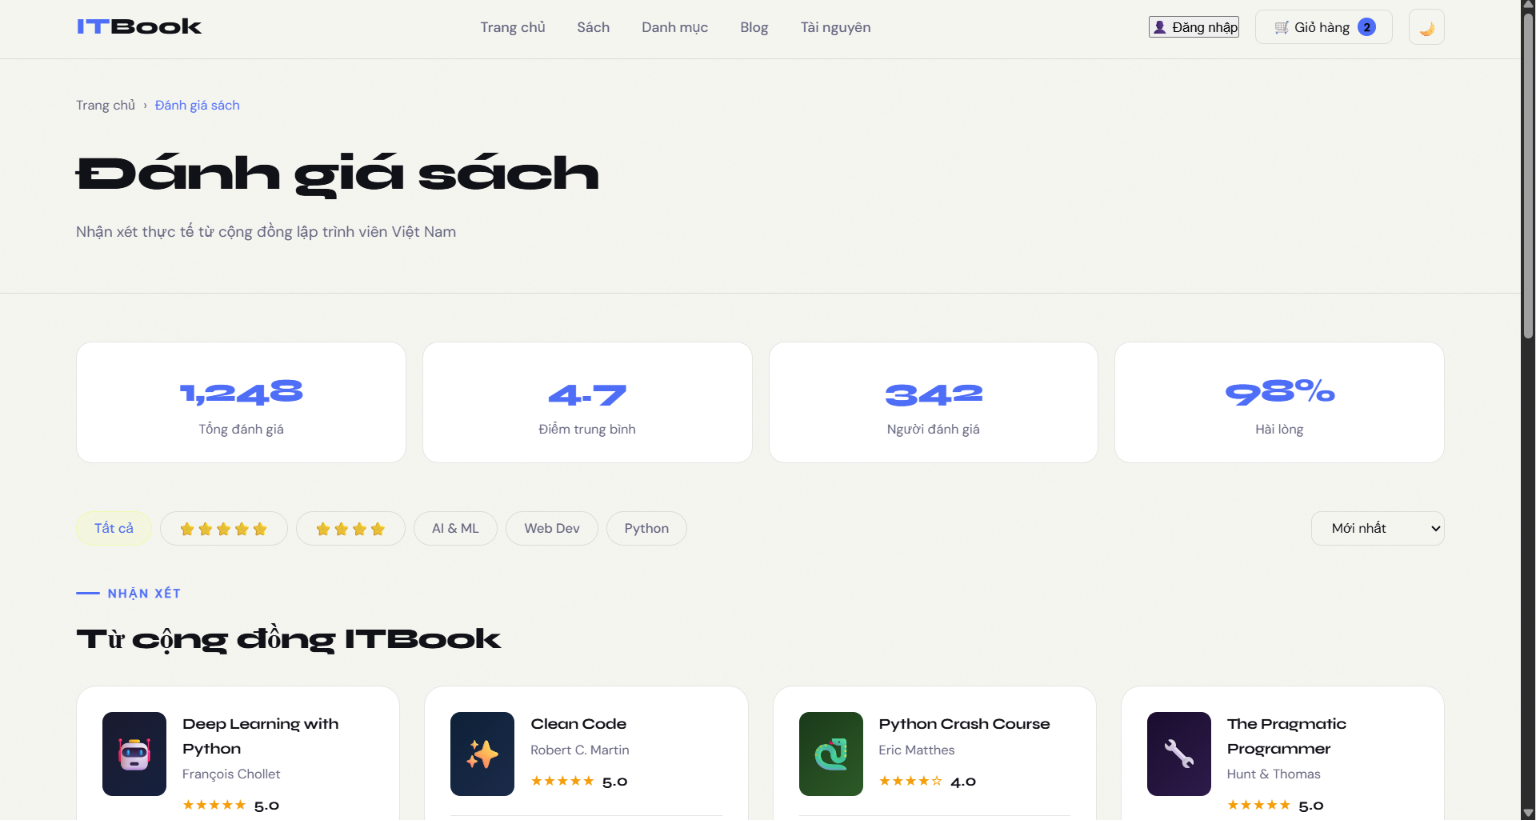 ITBook
Trang chủ Sách Danh mục Blog Tài nguyên
Đăng nhập
Giỏ hàng 2
Trang chủ › Đánh giá sách
Đánh giá sách
Nhận xét thực tế từ cộng đồng lập trình viên Việt Nam
1,248
Tổng đánh giá
4.7
Điểm trung bình
342
Người đánh giá
98%
Hài lòng
Tất cả
AI & ML
Web Dev
Python
Mới nhất
NHẬN XÉT
Từ cộng đồng ITBook
Deep Learning with
Python
François Chollet
★★★★★ 5.0
Clean Code
Robert C. Martin
★★★★★ 5.0
Python Crash Course
Eric Matthes
★★★★☆ 4.0
The Pragmatic
Programmer
Hunt & Thomas
★★★★★ 5.0